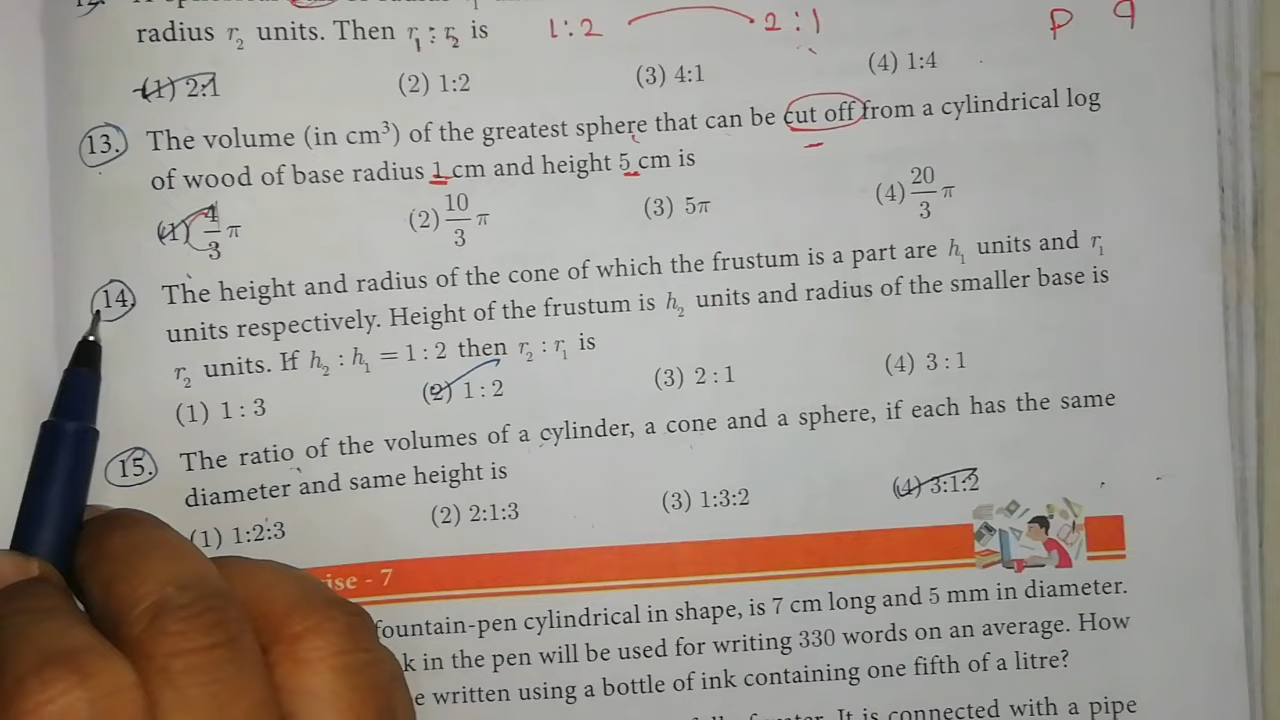 radius r₂ units. Then r₁ : r₂ is 1:2 2:1 P 9
(1) 2:1 (2) 1:2 (3) 4:1 (4) 1:4
13. The volume (in cm³) of the greatest sphere that can be cut off from a cylindrical log
of wood of base radius 1 cm and height 5 cm is
(1) 4/3 π (2) 10/3 π (3) 5π (4) 20/3 π
14. The height and radius of the cone of which the frustum is a part are h₁ units and r₁
units respectively. Height of the frustum is h₂ units and radius of the smaller base is
r₂ units. If h₂ : h₁ = 1 : 2 then r₂ : r₁ is
(1) 1 : 3 (2) 1 : 2 (3) 2 : 1 (4) 3 : 1
15. The ratio of the volumes of a cylinder, a cone and a sphere, if each has the same
diameter and same height is
(1) 1:2:3 (2) 2:1:3 (3) 1:3:2 (4) 3:1:2
ise - 7
fountain-pen cylindrical in shape, is 7 cm long and 5 mm in diameter.
k in the pen will be used for writing 330 words on an average. How
e written using a bottle of ink containing one fifth of a litre?
It is connected with a pipe